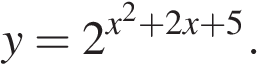 y = 2^{x^2+2x+5}.